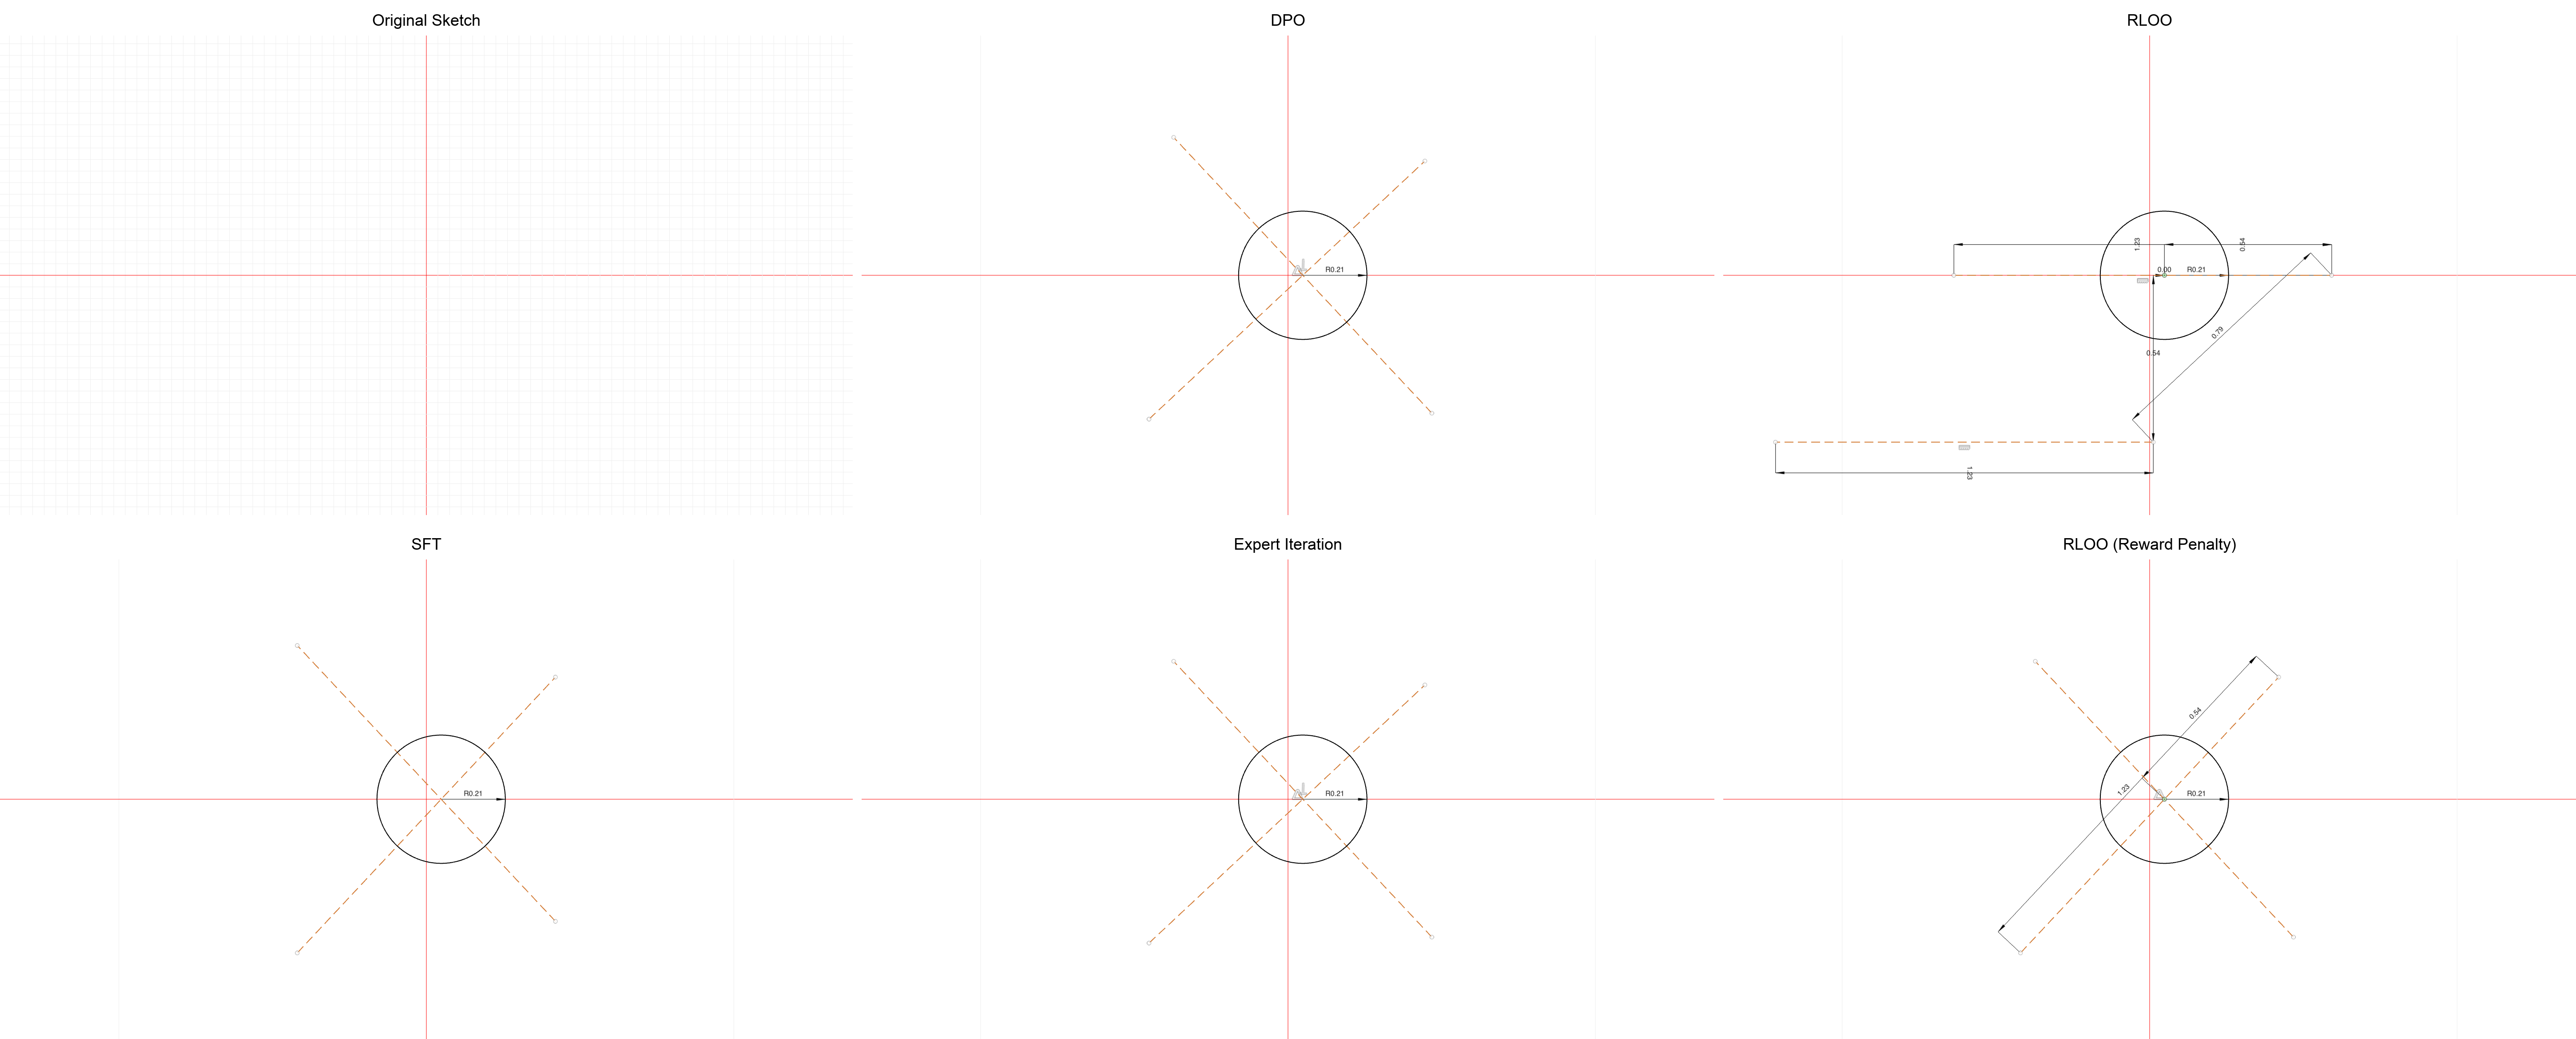 Original Sketch
DPO
RLOO
R0.21
1.23
0.54
0.00
R0.21
0.79
0.54
1.23
SFT
Expert Iteration
RLOO (Reward Penalty)
R0.21
R0.21
0.54
1.23
R0.21